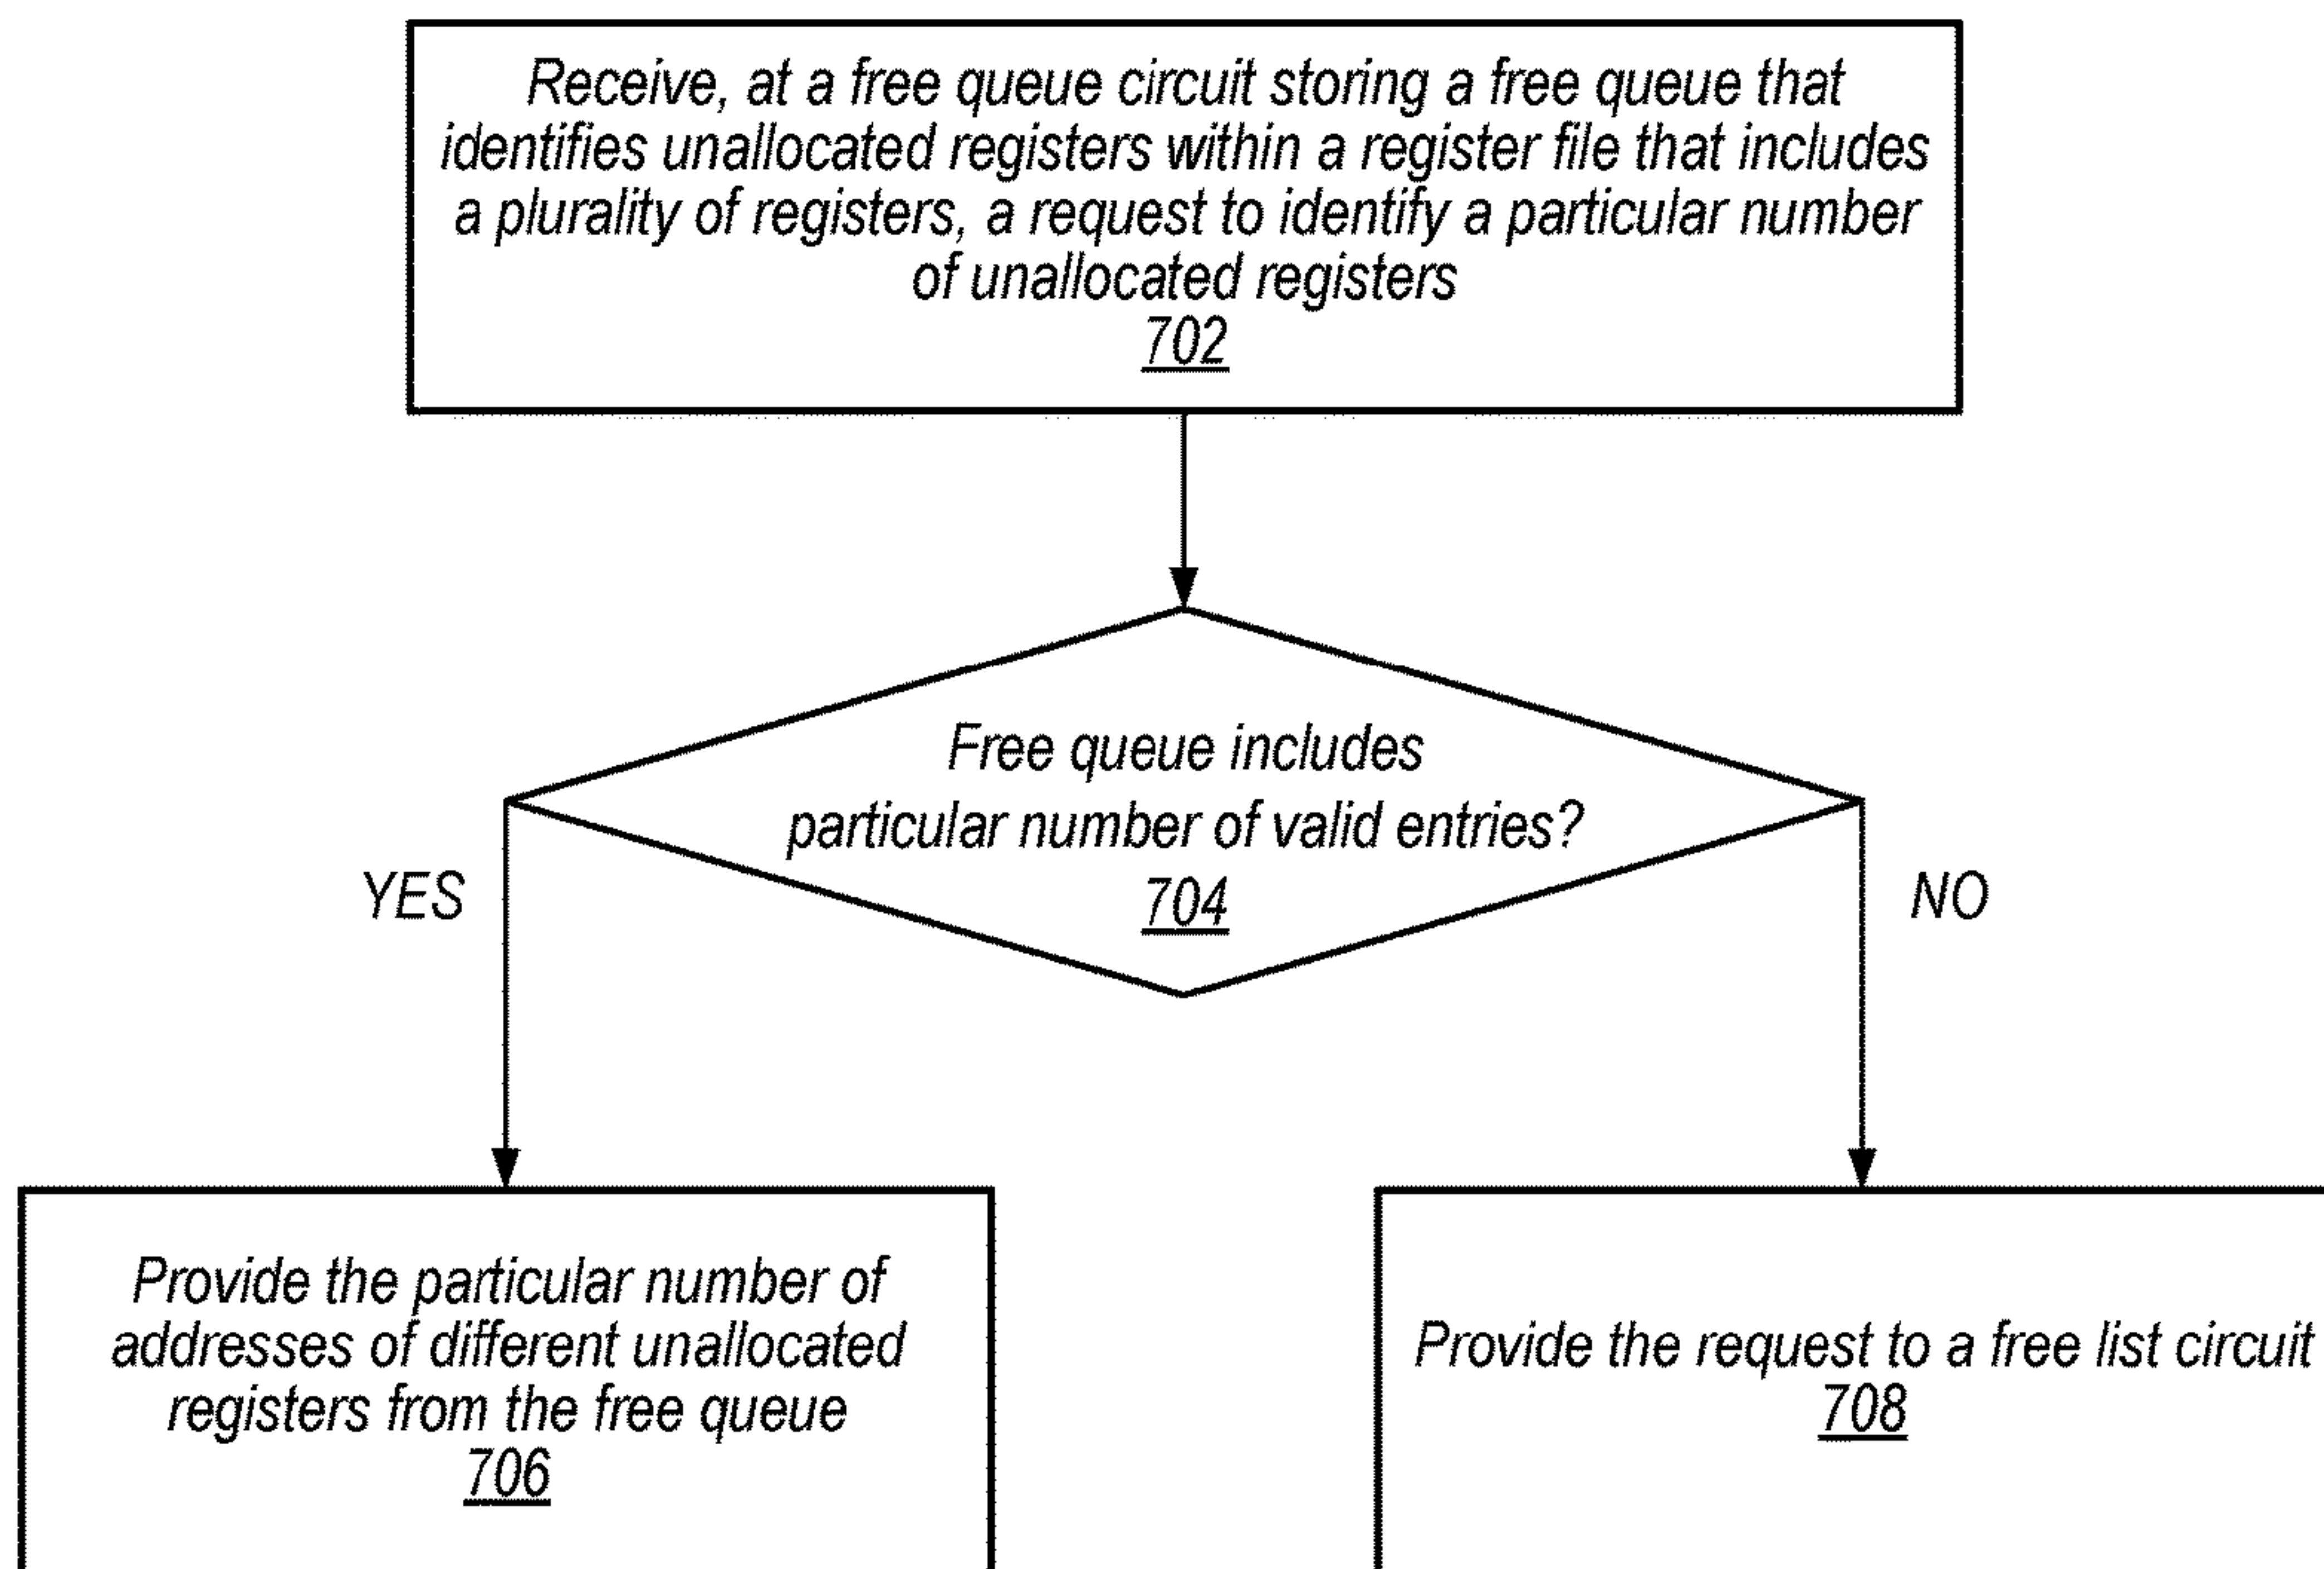 Receive, at a free queue circuit storing a free queue that
identifies unallocated registers within a register file that includes
a plurality of registers, a request to identify a particular number
of unallocated registers
702
Free queue includes
particular number of valid entries?
704
YES
NO
Provide the particular number of
addresses of different unallocated
registers from the free queue
706
Provide the request to a free list circuit
708